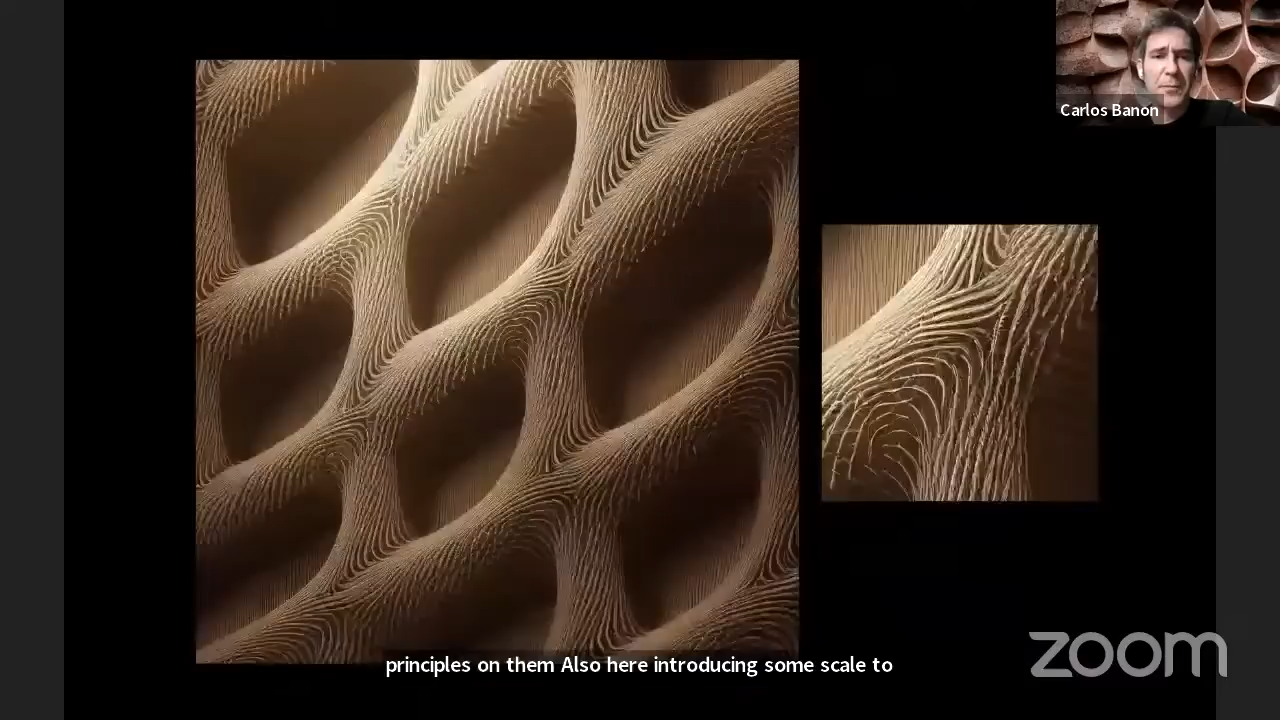 Carlos Banon
principles on them Also here introducing some scale to
zoom